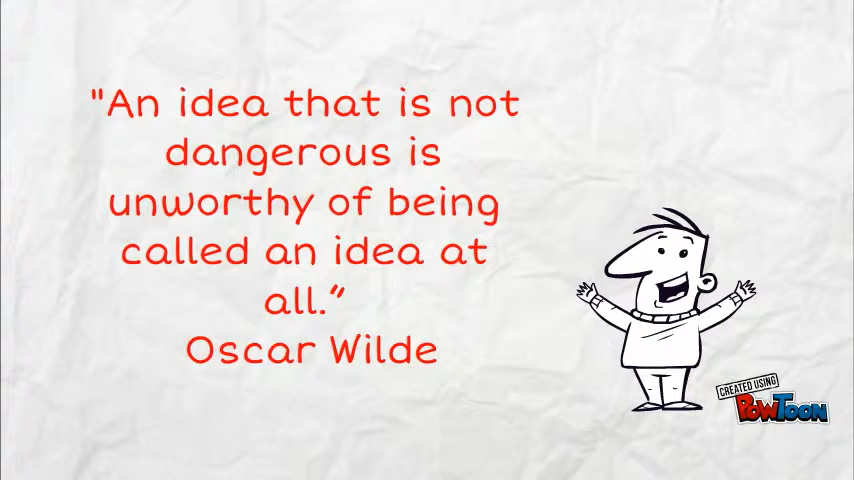 "An idea that is not
dangerous is
unworthy of being
called an idea at
all.”
Oscar Wilde
CREATED USING
PowToon